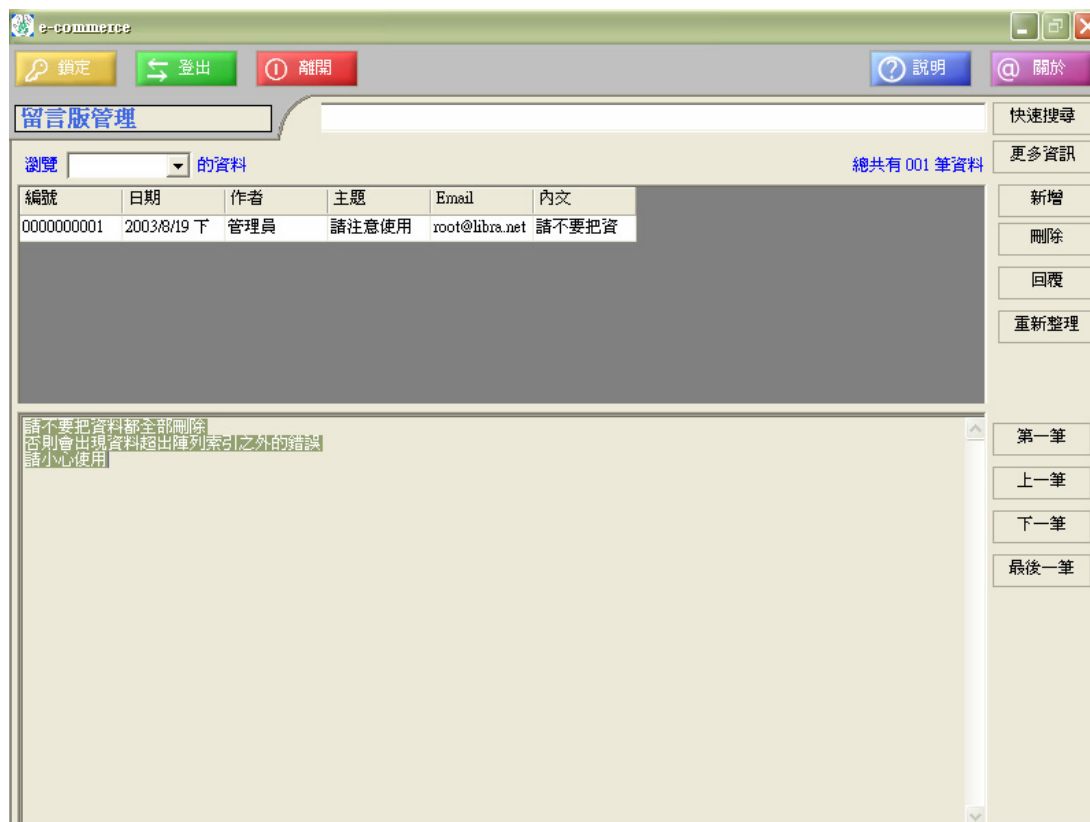 e-commerce
鎖定 登出 離開 說明 @ 關於
留言版管理 快速搜尋
瀏覽 的資料 總共有 001 筆資料 更多資訊
編號 日期 作者 主題 Email 內文 新增
0000000001 2003/8/19 下 管理員 請注意使用 root@libra.net 請不要把資
刪除
回覆
重新整理
請不要把資料都全部刪除
否則會出現資料超出陣列索引之外的錯誤
請小心使用
第一筆
上一筆
下一筆
最後一筆